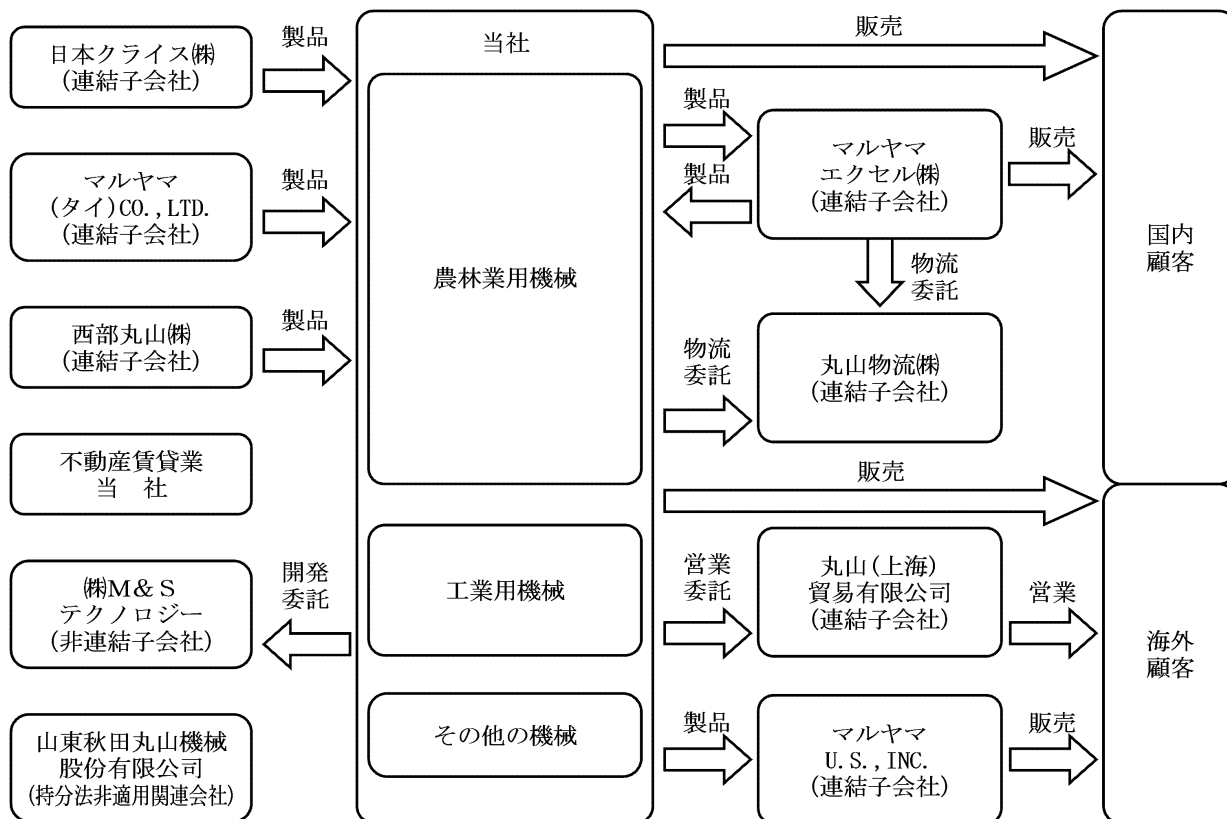 日本クライス㈱
(連結子会社)
製品
マルヤマ
(タイ)CO.,LTD.
(連結子会社)
製品
西部丸山㈱
(連結子会社)
製品
不動産賃貸業
当　社
㈱M＆S
テクノロジー
(非連結子会社)
開発
委託
山東秋田丸山機械
股份有限公司
(持分法非適用関連会社)
当社
農林業用機械
工業用機械
その他の機械
販売
製品
製品
マルヤマ
エクセル㈱
(連結子会社)
販売
物流
委託
物流
委託
丸山物流㈱
(連結子会社)
販売
営業
委託
丸山(上海)
貿易有限公司
(連結子会社)
営業
製品
マルヤマ
U.S.,INC.
(連結子会社)
販売
国内
顧客
海外
顧客